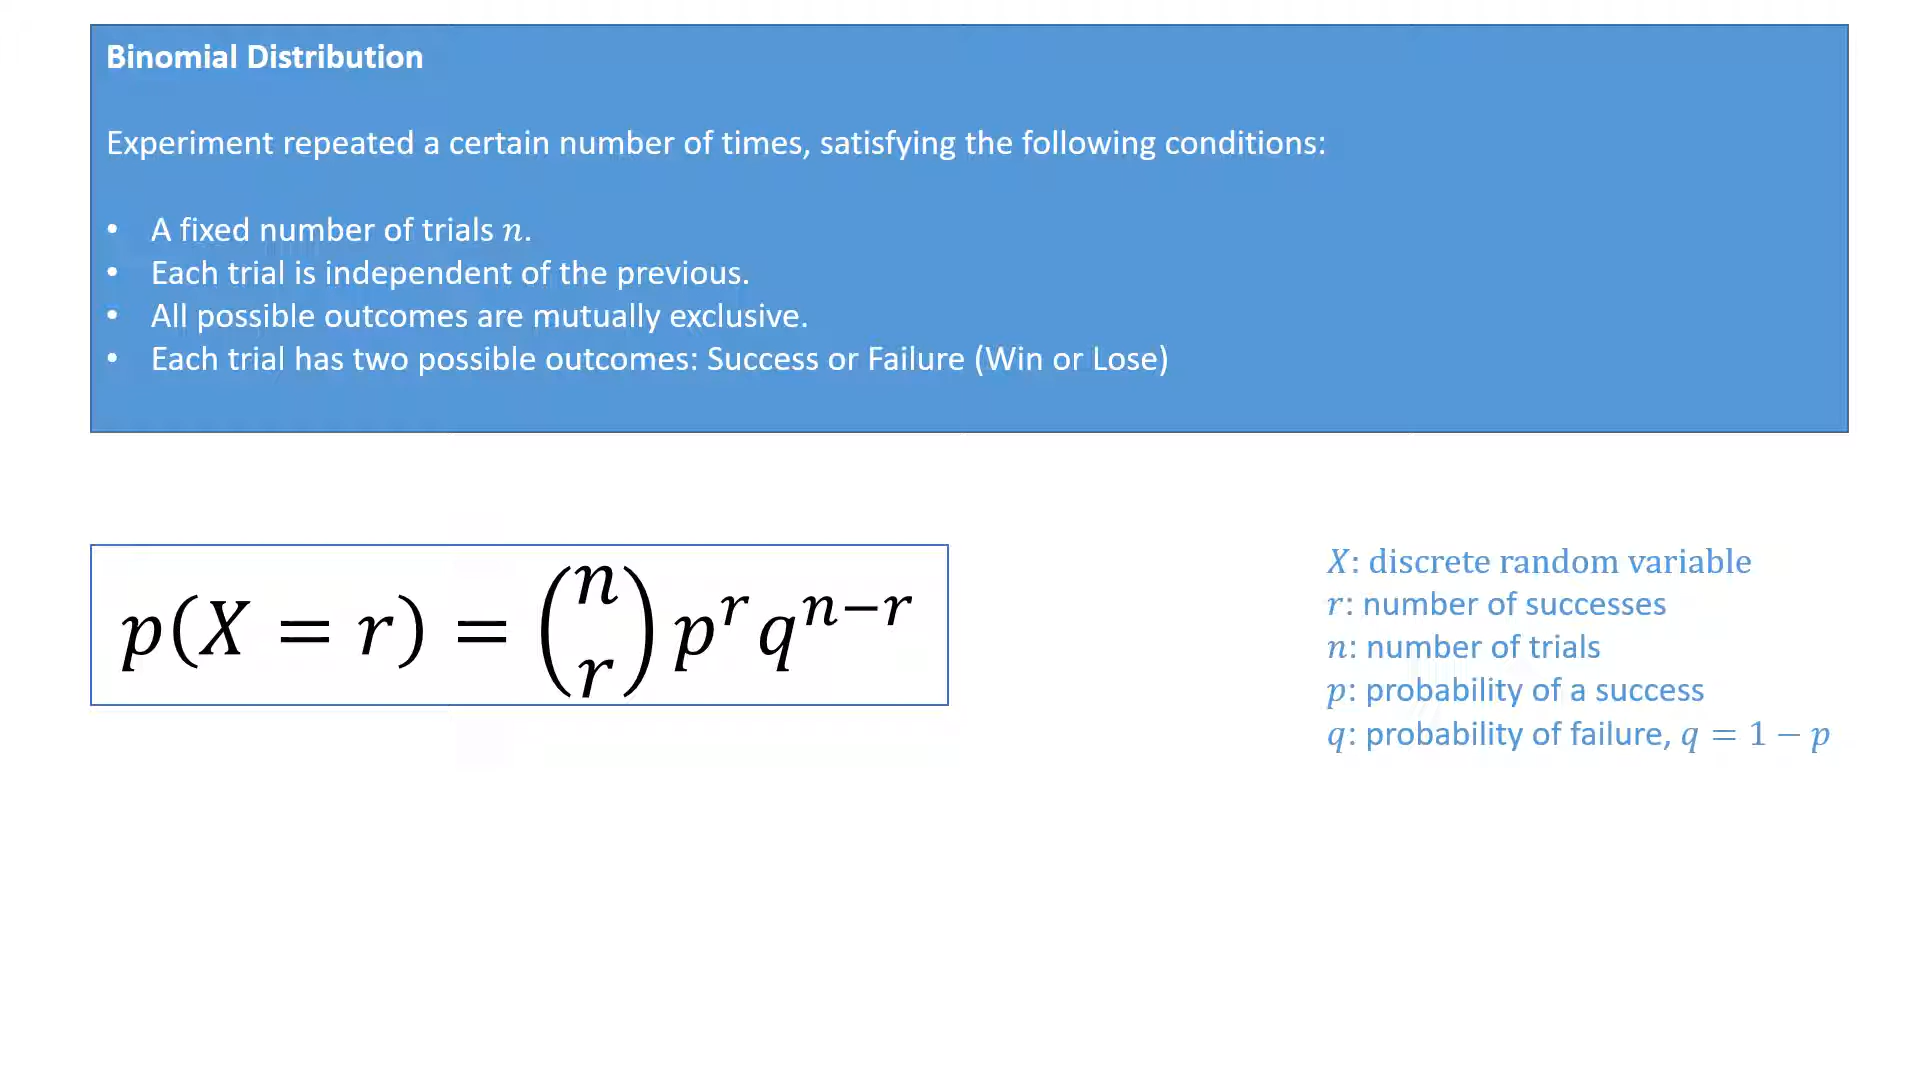 Binomial Distribution
Experiment repeated a certain number of times, satisfying the following conditions:
• A fixed number of trials n.
• Each trial is independent of the previous.
• All possible outcomes are mutually exclusive.
• Each trial has two possible outcomes: Success or Failure (Win or Lose)
p(X = r) = \binom{n}{r} p^r q^{n-r}
X: discrete random variable
r: number of successes
n: number of trials
p: probability of a success
q: probability of failure, q = 1 − p